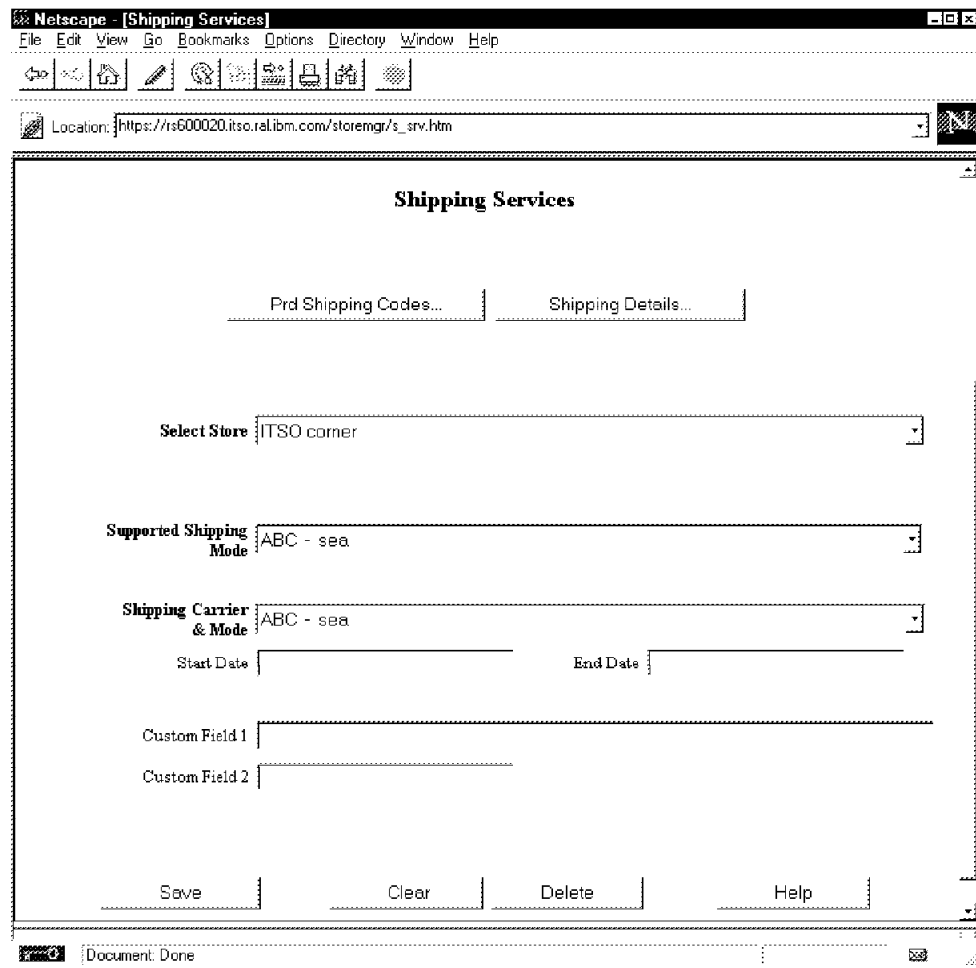 Netscape - [Shipping Services]
File Edit View Go Bookmarks Options Directory Window Help
Location: https://rs600020.itso.ral.ibm.com/storemgr/s_srv.htm
N
Shipping Services
Prd Shipping Codes... Shipping Details...
Select Store ITSO corner
Supported Shipping
Mode ABC - sea
Shipping Carrier
& Mode ABC - sea
Start Date End Date
Custom Field 1
Custom Field 2
Save Clear Delete Help
Document: Done